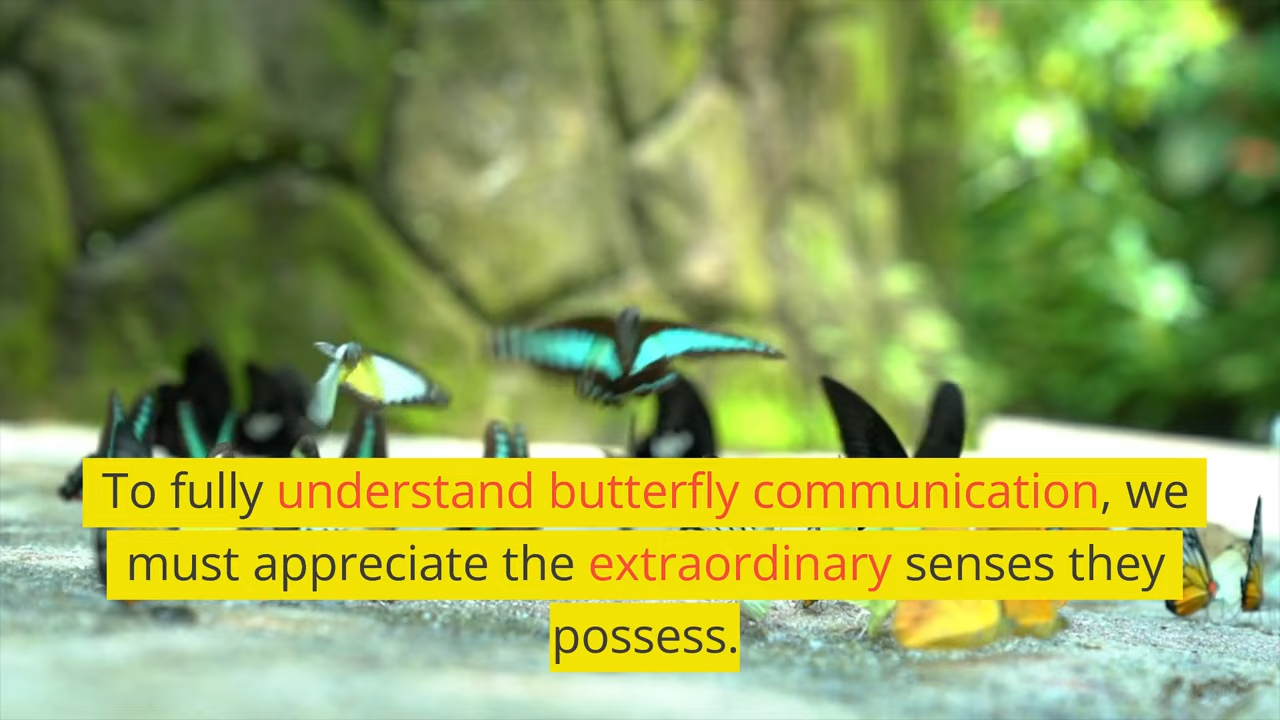 To fully understand butterfly communication, we
must appreciate the extraordinary senses they
possess.